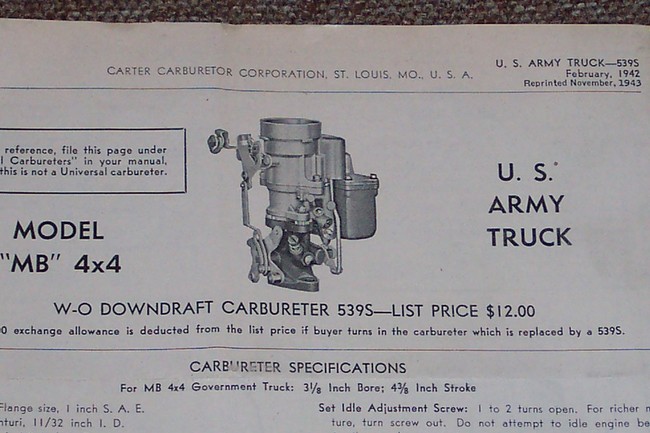 CARTER CARBURETOR CORPORATION, ST. LOUIS, MO., U. S. A.
U. S. ARMY TRUCK—539S
February, 1942
Reprinted November, 1943
reference, file this page under
Carbureters" in your manual,
this is not a Universal carbureter.
MODEL
"MB" 4x4
U. S.
ARMY
TRUCK
W-O DOWNDRAFT CARBURETER 539S—LIST PRICE $12.00
exchange allowance is deducted from the list price if buyer turns in the carbureter which is replaced by a 539S.
CARBURETER SPECIFICATIONS
For MB 4x4 Government Truck: 3⅛ Inch Bore; 4⅜ Inch Stroke
Flange size, 1 inch S. A. E.
nturi, 11/32 inch I. D.
Set Idle Adjustment Screw: 1 to 2 turns open. For richer
ture, turn screw out. Do not attempt to idle engine be